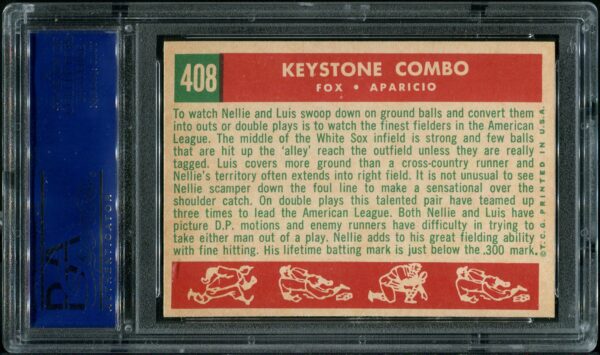 408
KEYSTONE COMBO
FOX • APARICIO
To watch Nellie and Luis swoop down on ground balls and convert them
into outs or double plays is to watch the finest fielders in the American
League. The middle of the White Sox infield is strong and few balls
that are hit up the 'alley' reach the outfield unless they are really
tagged. Luis covers more ground than a cross-country runner and
Nellie's territory often extends into right field. It is not unusual to see
Nellie scamper down the foul line to make a sensational over the
shoulder catch. On double plays this talented pair have teamed up
three times to lead the American League. Both Nellie and Luis have
picture D.P. motions and enemy runners have difficulty in trying to
take either man out of a play. Nellie adds to his great fielding ability
with fine hitting. His lifetime batting mark is just below the .300 mark.
© T. C. G. PRINTED IN U.S.A.
PSA
AUTHENTICATOR